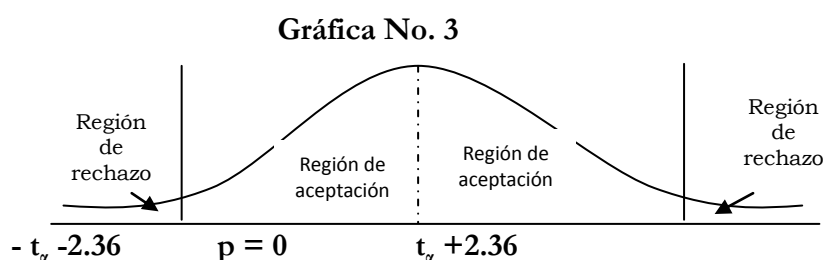 Gráfica No. 3
Región
de
rechazo
Región de
aceptación
Región de
aceptación
Región
de
rechazo
- tα -2.36 p = 0 tα +2.36